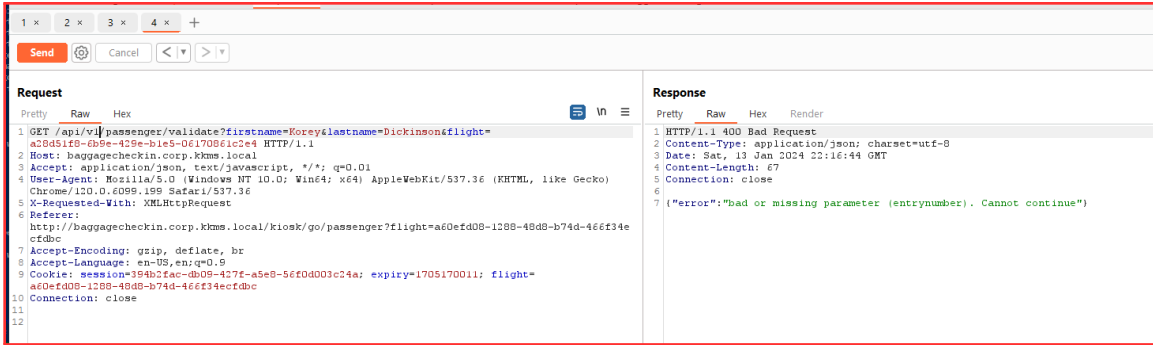 1 × 2 × 3 × 4 × +
Send Cancel < ▼ > ▼
Request
Pretty Raw Hex \n ≡
1 GET /api/v1/passenger/validate?firstname=Korey&lastname=Dickinson&flight=
a28d51f8-6b9e-429e-b1e5-06170861c2e4 HTTP/1.1
2 Host: baggagecheckin.corp.kkms.local
3 Accept: application/json, text/javascript, */*; q=0.01
4 User-Agent: Mozilla/5.0 (Windows NT 10.0; Win64; x64) AppleWebKit/537.36 (KHTML, like Gecko)
Chrome/120.0.6099.199 Safari/537.36
5 X-Requested-With: XMLHttpRequest
6 Referer:
http://baggagecheckin.corp.kkms.local/kiosk/go/passenger?flight=a60efd08-1288-48d8-b74d-466f34e
cfdbc
7 Accept-Encoding: gzip, deflate, br
8 Accept-Language: en-US,en;q=0.9
9 Cookie: session=394b2fac-db09-427f-a5e8-56f0d003c24a; expiry=1705170011; flight=
a60efd08-1288-48d8-b74d-466f34ecfdbc
10 Connection: close
11
12
Response
Pretty Raw Hex Render
1 HTTP/1.1 400 Bad Request
2 Content-Type: application/json; charset=utf-8
3 Date: Sat, 13 Jan 2024 22:16:44 GMT
4 Content-Length: 67
5 Connection: close
6
7 {"error":"bad or missing parameter (entrynumber). Cannot continue"}